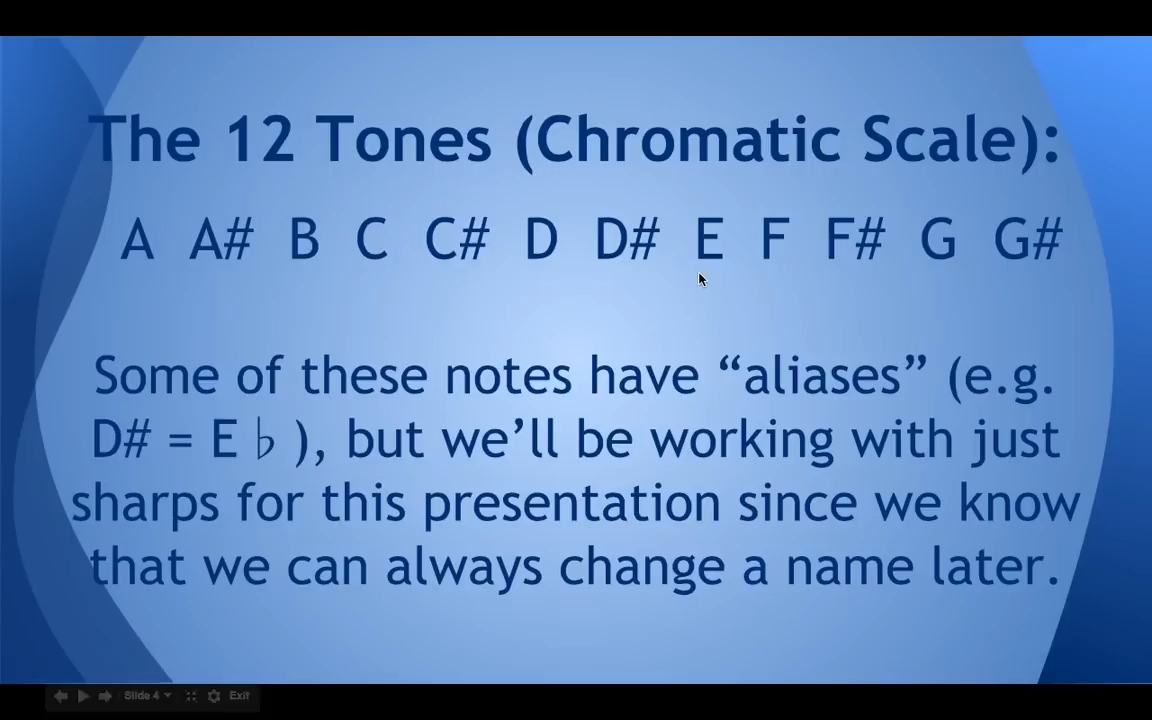 The 12 Tones (Chromatic Scale):
A A# B C C# D D# E F F# G G#
Some of these notes have “aliases” (e.g.
D# = E ♭ ), but we’ll be working with just
sharps for this presentation since we know
that we can always change a name later.
Slide 4 Exit